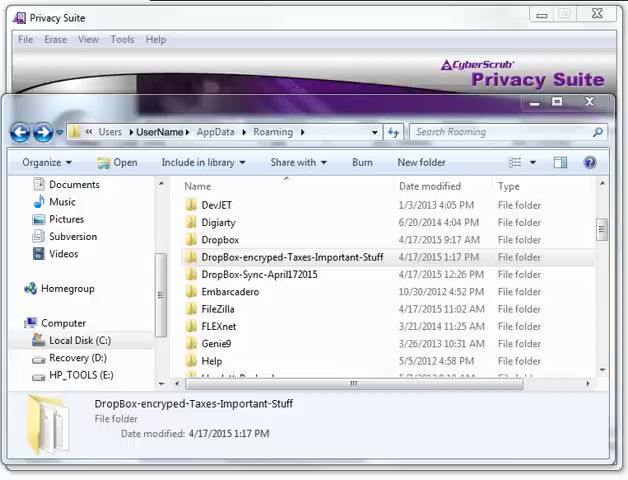 Privacy Suite
File Erase View Tools Help
CyberScrub®
Privacy Suite
« Users ▸ UserName ▸ AppData ▸ Roaming ▸
Search Roaming
Organize Open Include in library Share with Burn New folder
Documents
Music
Pictures
Subversion
Videos
Homegroup
Computer
Local Disk (C:)
Recovery (D:)
HP_TOOLS (E:)
Name Date modified Type
DevJET 1/3/2013 4:05 PM File folder
Digiarty 6/20/2014 4:04 PM File folder
Dropbox 4/17/2015 9:17 AM File folder
DropBox-encryped-Taxes-Important-Stuff 4/17/2015 1:17 PM File folder
DropBox-Sync-April172015 4/17/2015 12:26 PM File folder
Embarcadero 10/30/2012 4:52 PM File folder
FileZilla 4/17/2015 11:02 AM File folder
FLEXnet 3/21/2014 11:25 AM File folder
Genie9 3/26/2013 10:31 AM File folder
Help 5/5/2012 4:58 PM File folder
DropBox-encryped-Taxes-Important-Stuff
File folder
Date modified: 4/17/2015 1:17 PM